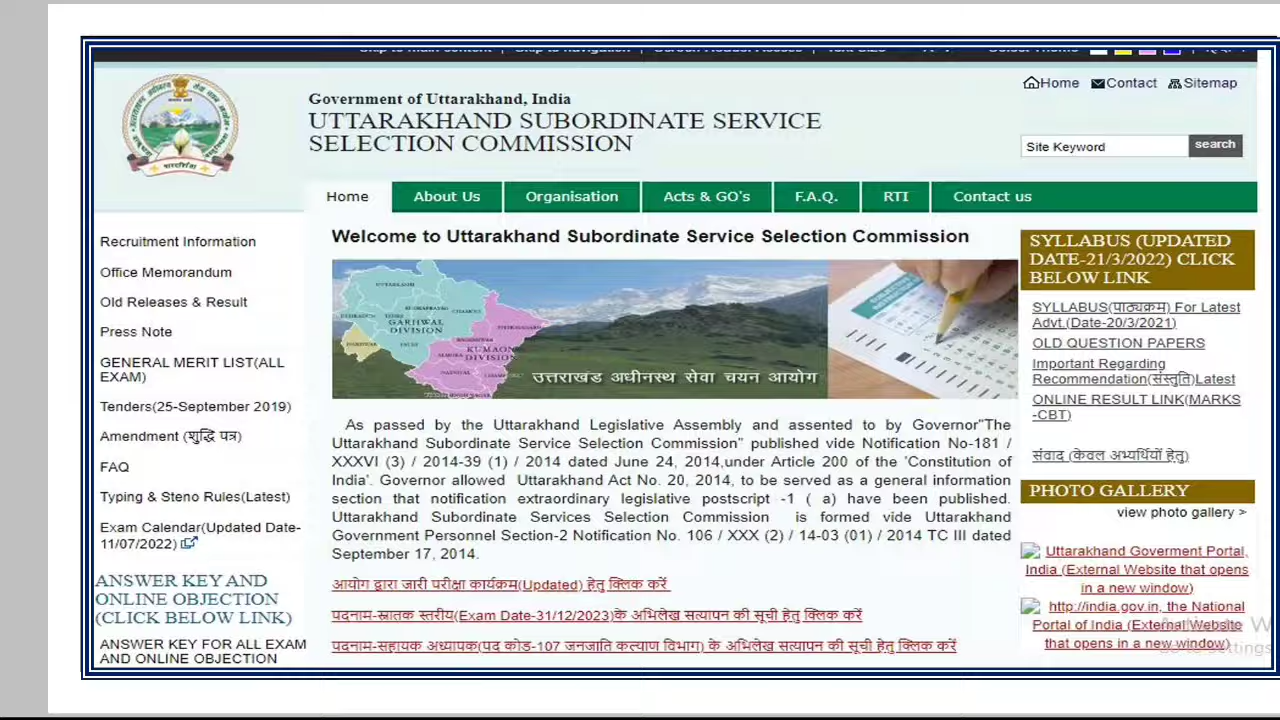 Home Contact Sitemap
Government of Uttarakhand, India
UTTARAKHAND SUBORDINATE SERVICE
SELECTION COMMISSION
Site Keyword search
Home About Us Organisation Acts & GO's F.A.Q. RTI Contact us
Recruitment Information
Office Memorandum
Old Releases & Result
Press Note
GENERAL MERIT LIST(ALL
EXAM)
Tenders(25-September 2019)
Amendment (शुद्धि पत्र)
FAQ
Typing & Steno Rules(Latest)
Exam Calendar(Updated Date-
11/07/2022)
ANSWER KEY AND
ONLINE OBJECTION
(CLICK BELOW LINK)
ANSWER KEY FOR ALL EXAM
AND ONLINE OBJECTION
Welcome to Uttarakhand Subordinate Service Selection Commission
GARHWAL
DIVISION
KUMAON
DIVISION
उत्तराखंड अधीनस्थ सेवा चयन आयोग
As passed by the Uttarakhand Legislative Assembly and assented to by Governor"The
Uttarakhand Subordinate Service Selection Commission" published vide Notification No-181 /
XXXVI (3) / 2014-39 (1) / 2014 dated June 24, 2014,under Article 200 of the 'Constitution of
India'. Governor allowed Uttarakhand Act No. 20, 2014, to be served as a general information
section that notification extraordinary legislative postscript -1 ( a) have been published.
Uttarakhand Subordinate Services Selection Commission is formed vide Uttarakhand
Government Personnel Section-2 Notification No. 106 / XXX (2) / 14-03 (01) / 2014 TC III dated
September 17, 2014.
आयोग द्वारा जारी परीक्षा कार्यक्रम(Updated) हेतु क्लिक करें
पदनाम-स्नातक स्तरीय(Exam Date-31/12/2023)के अभिलेख सत्यापन की सूची हेतु क्लिक करें
पदनाम-सहायक अध्यापक(पद कोड-107 जनजाति कल्याण विभाग) के अभिलेख सत्यापन की सूची हेतु क्लिक करें
SYLLABUS (UPDATED
DATE-21/3/2022) CLICK
BELOW LINK
SYLLABUS(पाठ्यक्रम) For Latest
Advt.(Date-20/3/2021)
OLD QUESTION PAPERS
Important Regarding
Recommendation(संस्तुति)Latest
ONLINE RESULT LINK(MARKS
-CBT)
संवाद (केवल अभ्यर्थियों हेतु)
PHOTO GALLERY
view photo gallery >
Uttarakhand Goverment Portal,
India (External Website that opens
in a new window)
http://india.gov.in, the National
Portal of India (External Website
that opens in a new window)